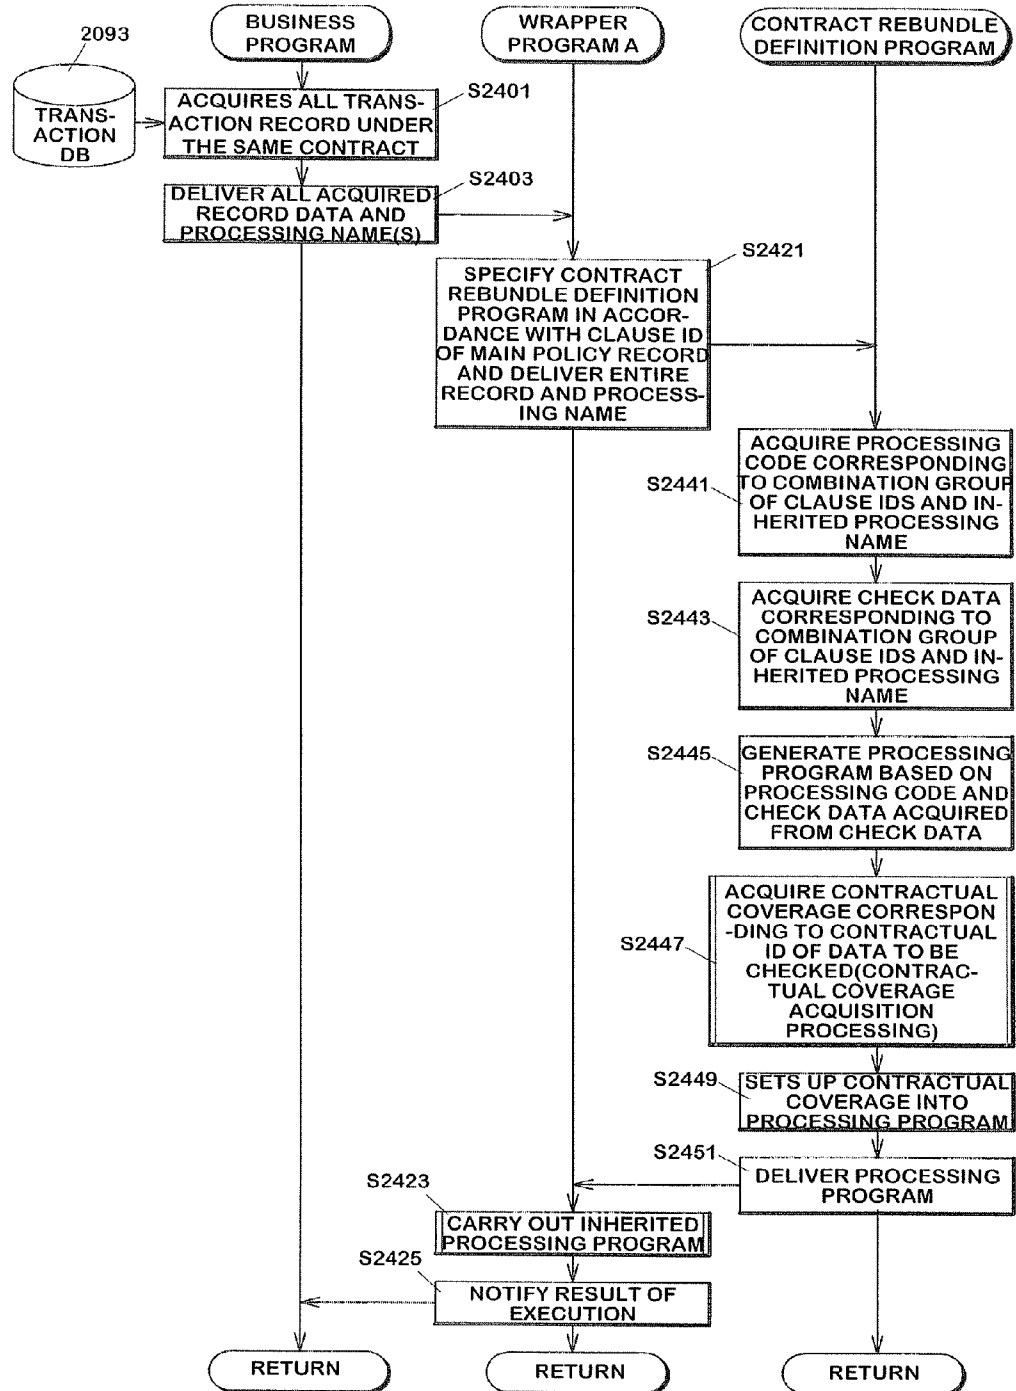 BUSINESS
PROGRAM
WRAPPER
PROGRAM A
CONTRACT REBUNDLE
DEFINITION PROGRAM
2093
TRANS-
ACTION
DB
S2401
ACQUIRES ALL TRANS-
ACTION RECORD UNDER
THE SAME CONTRACT
S2403
DELIVER ALL ACQUIRED
RECORD DATA AND
PROCESSING NAME(S)
S2421
SPECIFY CONTRACT
REBUNDLE DEFINITION
PROGRAM IN ACCOR-
DANCE WITH CLAUSE ID
OF MAIN POLICY RECORD
AND DELIVER ENTIRE
RECORD AND PROCESS-
ING NAME
S2441
ACQUIRE PROCESSING
CODE CORRESPONDING
TO COMBINATION GROUP
OF CLAUSE IDS AND IN-
HERITED PROCESSING
NAME
S2443
ACQUIRE CHECK DATA
CORRESPONDING TO
COMBINATION GROUP
OF CLAUSE IDS AND IN-
HERITED PROCESSING
NAME
S2445
GENERATE PROCESSING
PROGRAM BASED ON
PROCESSING CODE AND
CHECK DATA ACQUIRED
FROM CHECK DATA
S2447
ACQUIRE CONTRACTUAL
COVERAGE CORRESPON
-DING TO CONTRACTUAL
ID OF DATA TO BE
CHECKED(CONTRAC-
TUAL COVERAGE
ACQUISITION
PROCESSING)
S2449
SETS UP CONTRACTUAL
COVERAGE INTO
PROCESSING PROGRAM
S2451
DELIVER PROCESSING
PROGRAM
S2423
CARRY OUT INHERITED
PROCESSING PROGRAM
S2425
NOTIFY RESULT OF
EXECUTION
RETURN
RETURN
RETURN